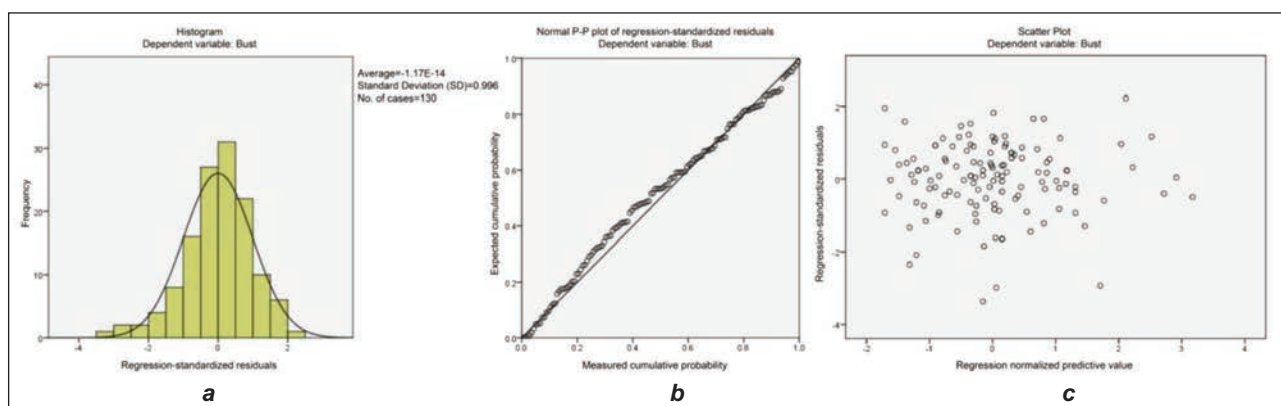 Histogram
Dependent variable: Bust
Average=-1.17E-14
Standard Deviation (SD)=0.996
No. of cases=130
Frequency
40
30
20
10
0
-4
-2
0
2
Regression-standardized residuals
a
Normal P-P plot of regression-standardized residuals
Dependent variable: Bust
Expected cumulative probability
1.0
0.8
0.6
0.4
0.2
0.0
0.0
0.2
0.4
0.6
0.8
1.0
Measured cumulative probability
b
Scatter Plot
Dependent variable: Bust
Regression-standardized residuals
2
0
-2
-4
-2
-1
0
1
2
3
4
Regression normalized predictive value
c